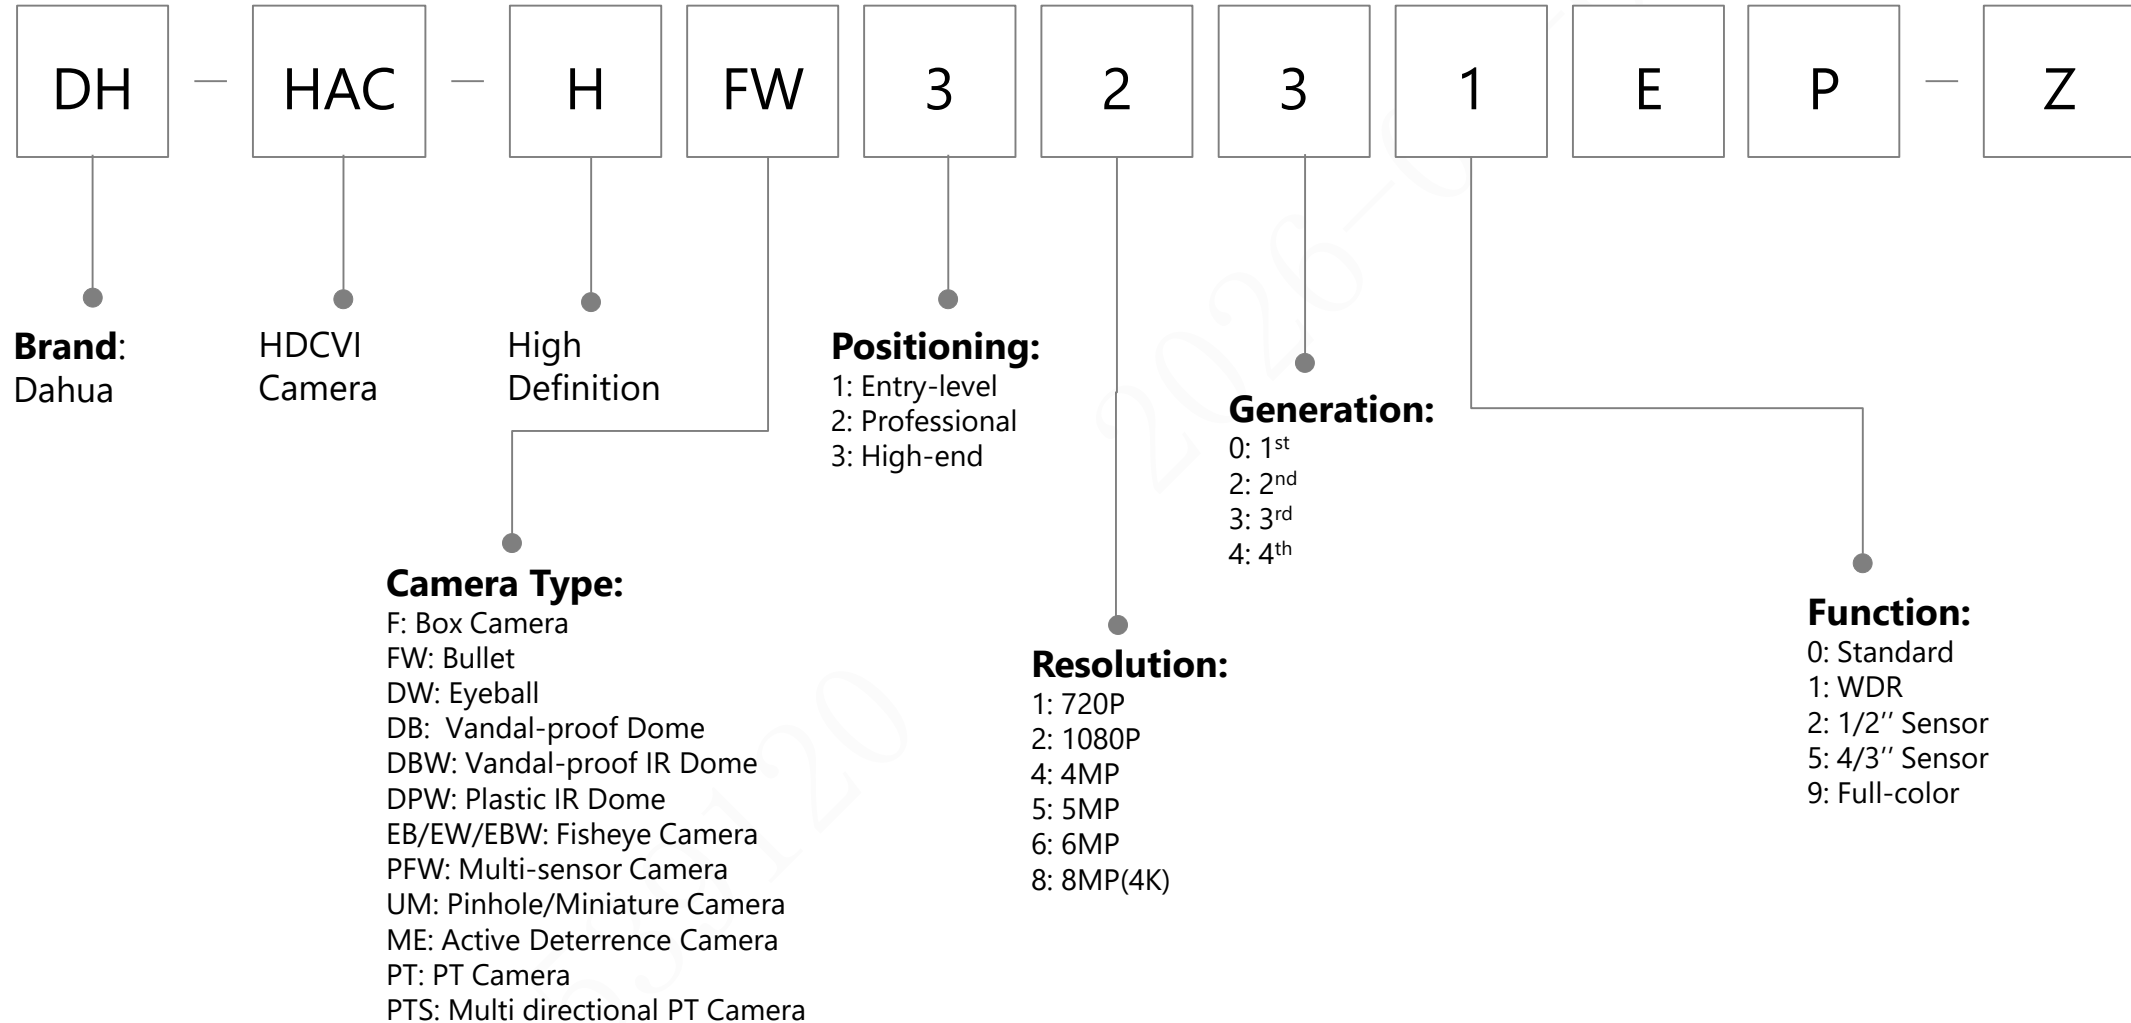 DH — HAC — H FW 3 2 3 1 E P — Z
Brand:
Dahua
HDCVI
Camera
High
Definition
Positioning:
1: Entry-level
2: Professional
3: High-end
Generation:
0: 1st
2: 2nd
3: 3rd
4: 4th
Camera Type:
F: Box Camera
FW: Bullet
DW: Eyeball
DB:  Vandal-proof Dome
DBW: Vandal-proof IR Dome
DPW: Plastic IR Dome
EB/EW/EBW: Fisheye Camera
PFW: Multi-sensor Camera
UM: Pinhole/Miniature Camera
ME: Active Deterrence Camera
PT: PT Camera
PTS: Multi directional PT Camera
Resolution:
1: 720P
2: 1080P
4: 4MP
5: 5MP
6: 6MP
8: 8MP(4K)
Function:
0: Standard
1: WDR
2: 1/2’’ Sensor
5: 4/3’’ Sensor
9: Full-color